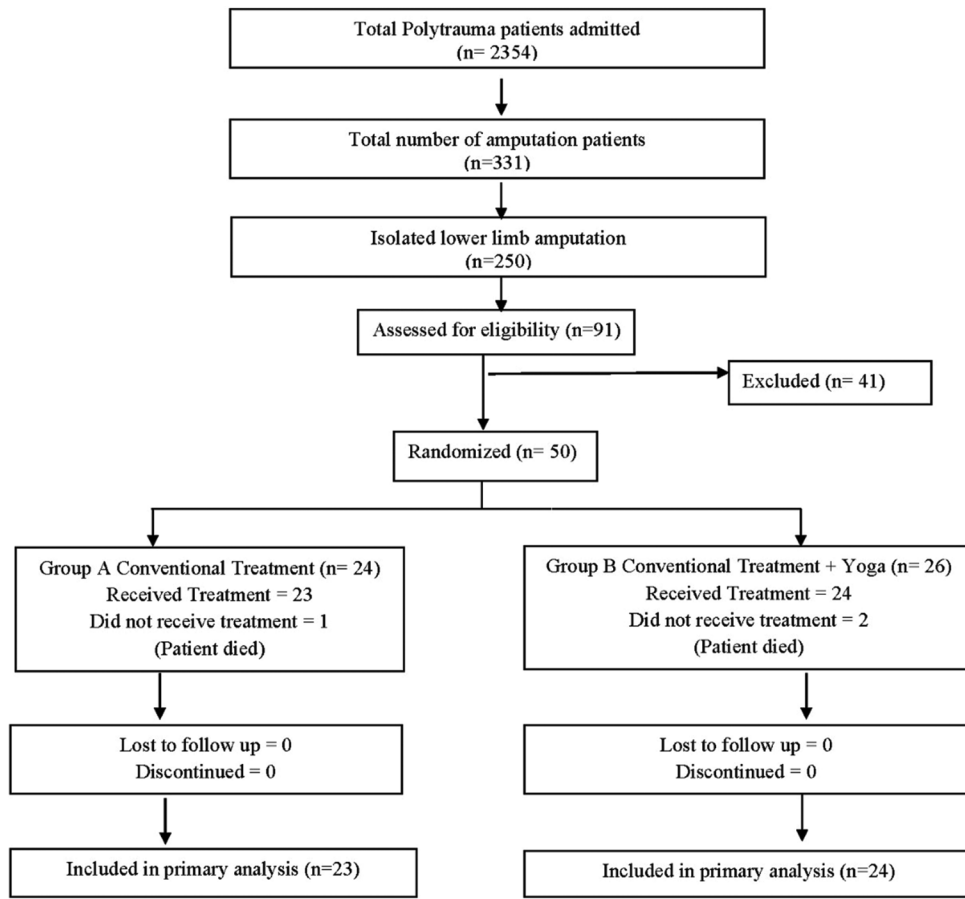 Total Polytrauma patients admitted
(n= 2354)
Total number of amputation patients
(n=331)
Isolated lower limb amputation
(n=250)
Assessed for eligibility (n=91)
Excluded (n= 41)
Randomized (n= 50)
Group A Conventional Treatment (n= 24)
Received Treatment = 23
Did not receive treatment = 1
(Patient died)
Group B Conventional Treatment + Yoga (n= 26)
Received Treatment = 24
Did not receive treatment = 2
(Patient died)
Lost to follow up = 0
Discontinued = 0
Lost to follow up = 0
Discontinued = 0
Included in primary analysis (n=23)
Included in primary analysis (n=24)